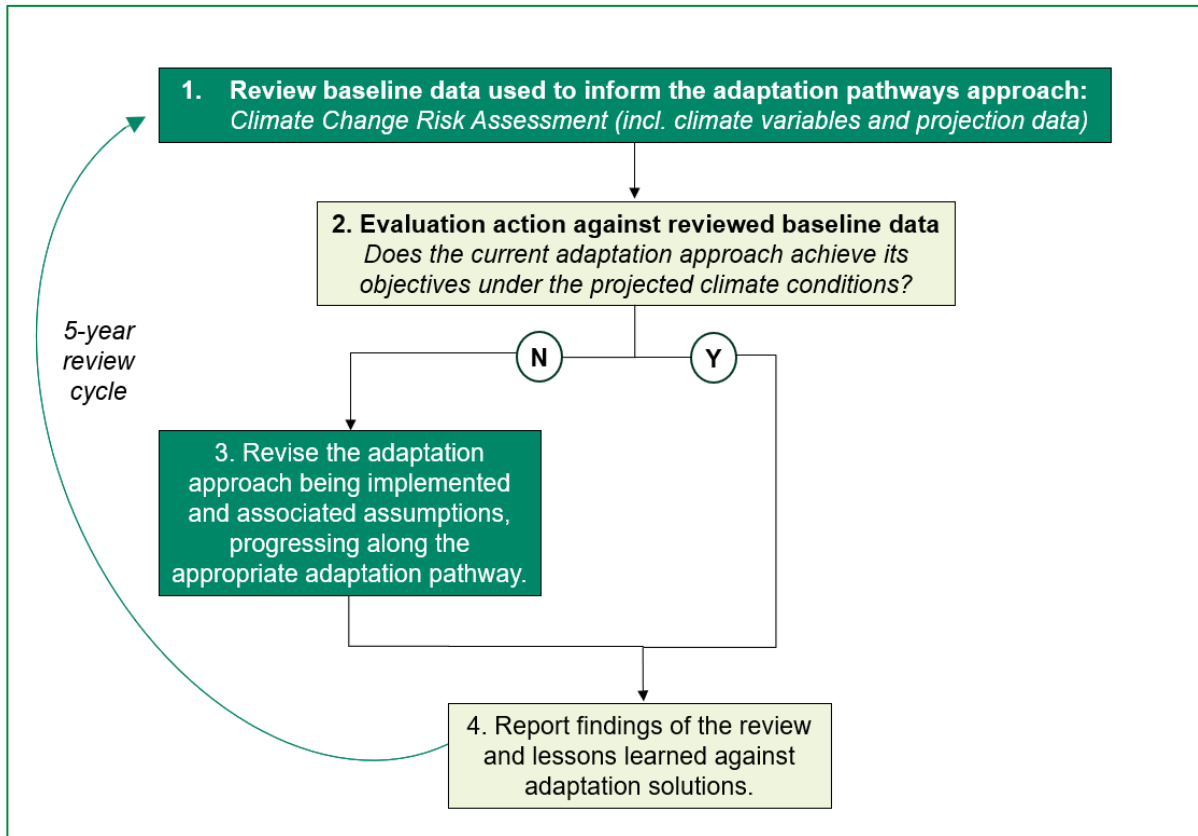 1. Review baseline data used to inform the adaptation pathways approach:
Climate Change Risk Assessment (incl. climate variables and projection data)
2. Evaluation action against reviewed baseline data
Does the current adaptation approach achieve its
objectives under the projected climate conditions?
N
Y
5-year
review
cycle
3. Revise the adaptation
approach being implemented
and associated assumptions,
progressing along the
appropriate adaptation pathway.
4. Report findings of the review
and lessons learned against
adaptation solutions.